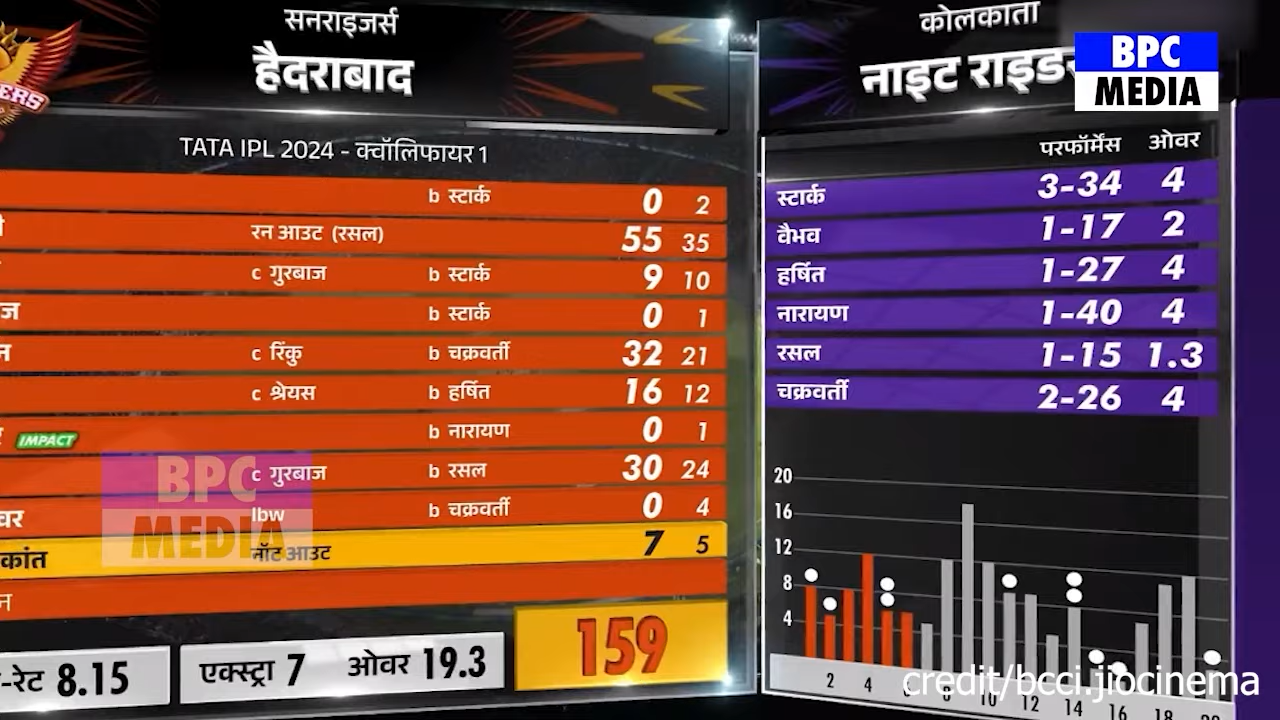 सनराइजर्स
हैदराबाद
ERS
TATA IPL 2024 - क्वॉलिफायर 1
b स्टार्क 0 2
रन आउट (रसल) 55 35
c गुरबाज b स्टार्क 9 10
ज b स्टार्क 0 1
न c रिंकु b चक्रवर्ती 32 21
c श्रेयस b हर्षित 16 12
IMPACT b नारायण 0 1
c गुरबाज b रसल 30 24
lbw b चक्रवर्ती 0 4
कांत नॉट आउट 7 5
न
-रेट 8.15 एक्स्ट्रा 7 ओवर 19.3 159
BPC
MEDIA
कोलकाता
नाइट राइडर
BPC
MEDIA
परफॉर्मेंस ओवर
स्टार्क 3-34 4
वैभव 1-17 2
हर्षित 1-27 4
नारायण 1-40 4
रसल 1-15 1.3
चक्रवर्ती 2-26 4
20
16
12
8
4
2 4 8 10 12 14 16 18
credit/bcci.jiocinema